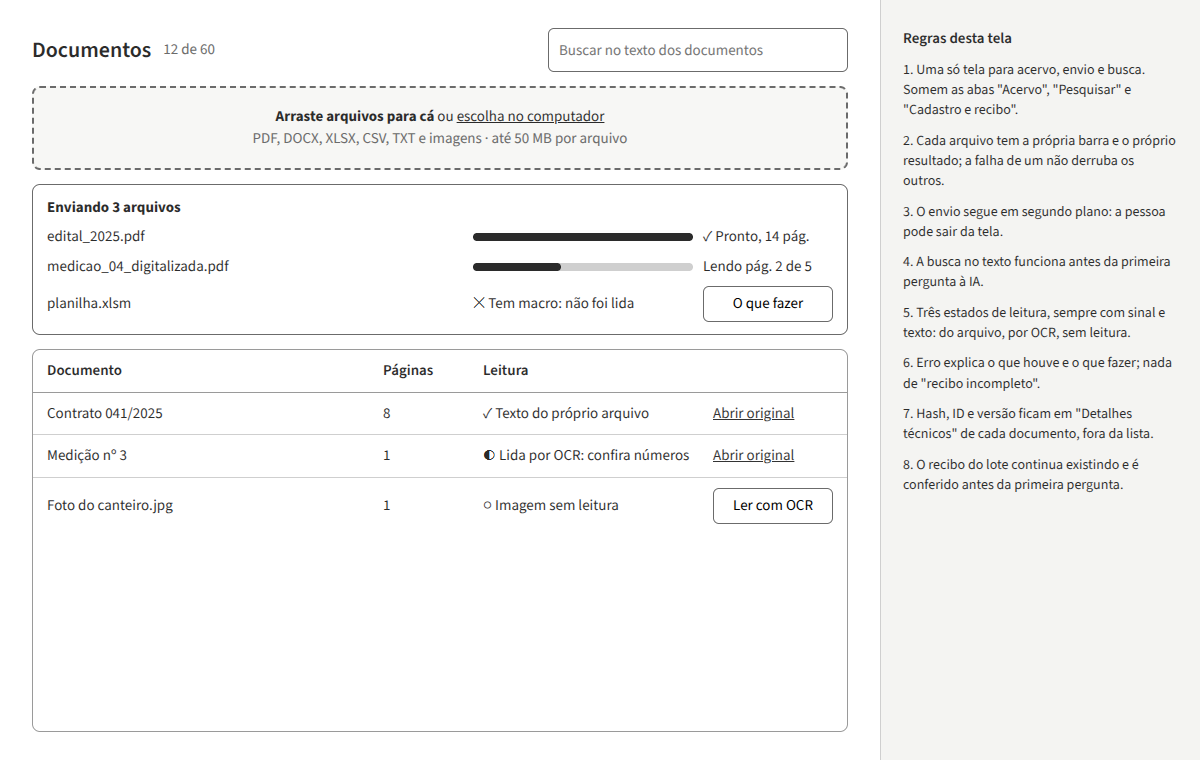 Documentos 12 de 60
Buscar no texto dos documentos
Arraste arquivos para cá ou escolha no computador
PDF, DOCX, XLSX, CSV, TXT e imagens · até 50 MB por arquivo
Enviando 3 arquivos
edital_2025.pdf ✓ Pronto, 14 pág.
medicao_04_digitalizada.pdf Lendo pág. 2 de 5
planilha.xlsm ✕ Tem macro: não foi lida O que fazer
Documento Páginas Leitura
Contrato 041/2025 8 ✓ Texto do próprio arquivo Abrir original
Medição nº 3 1 ◐ Lida por OCR: confira números Abrir original
Foto do canteiro.jpg 1 ○ Imagem sem leitura Ler com OCR
Regras desta tela
1. Uma só tela para acervo, envio e busca.
Somem as abas "Acervo", "Pesquisar" e
"Cadastro e recibo".
2. Cada arquivo tem a própria barra e o próprio
resultado; a falha de um não derruba os
outros.
3. O envio segue em segundo plano: a pessoa
pode sair da tela.
4. A busca no texto funciona antes da primeira
pergunta à IA.
5. Três estados de leitura, sempre com sinal e
texto: do arquivo, por OCR, sem leitura.
6. Erro explica o que houve e o que fazer; nada
de "recibo incompleto".
7. Hash, ID e versão ficam em "Detalhes
técnicos" de cada documento, fora da lista.
8. O recibo do lote continua existindo e é
conferido antes da primeira pergunta.